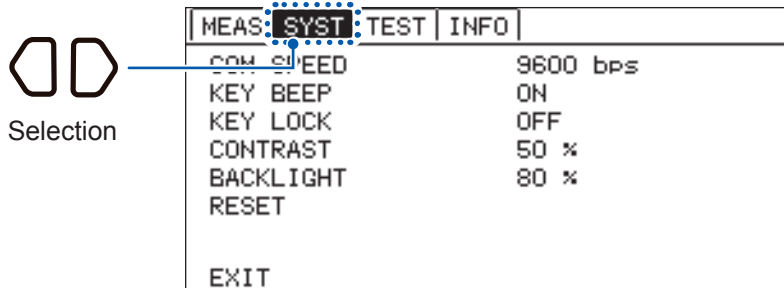 MEAS SYST TEST INFO
COM SPEED 9600 bps
KEY BEEP ON
KEY LOCK OFF
CONTRAST 50 %
BACKLIGHT 80 %
RESET
EXIT
Selection